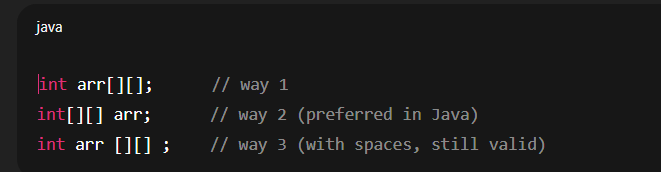 java
int arr[][];      // way 1
int[][] arr;      // way 2 (preferred in Java)
int arr [][] ;    // way 3 (with spaces, still valid)